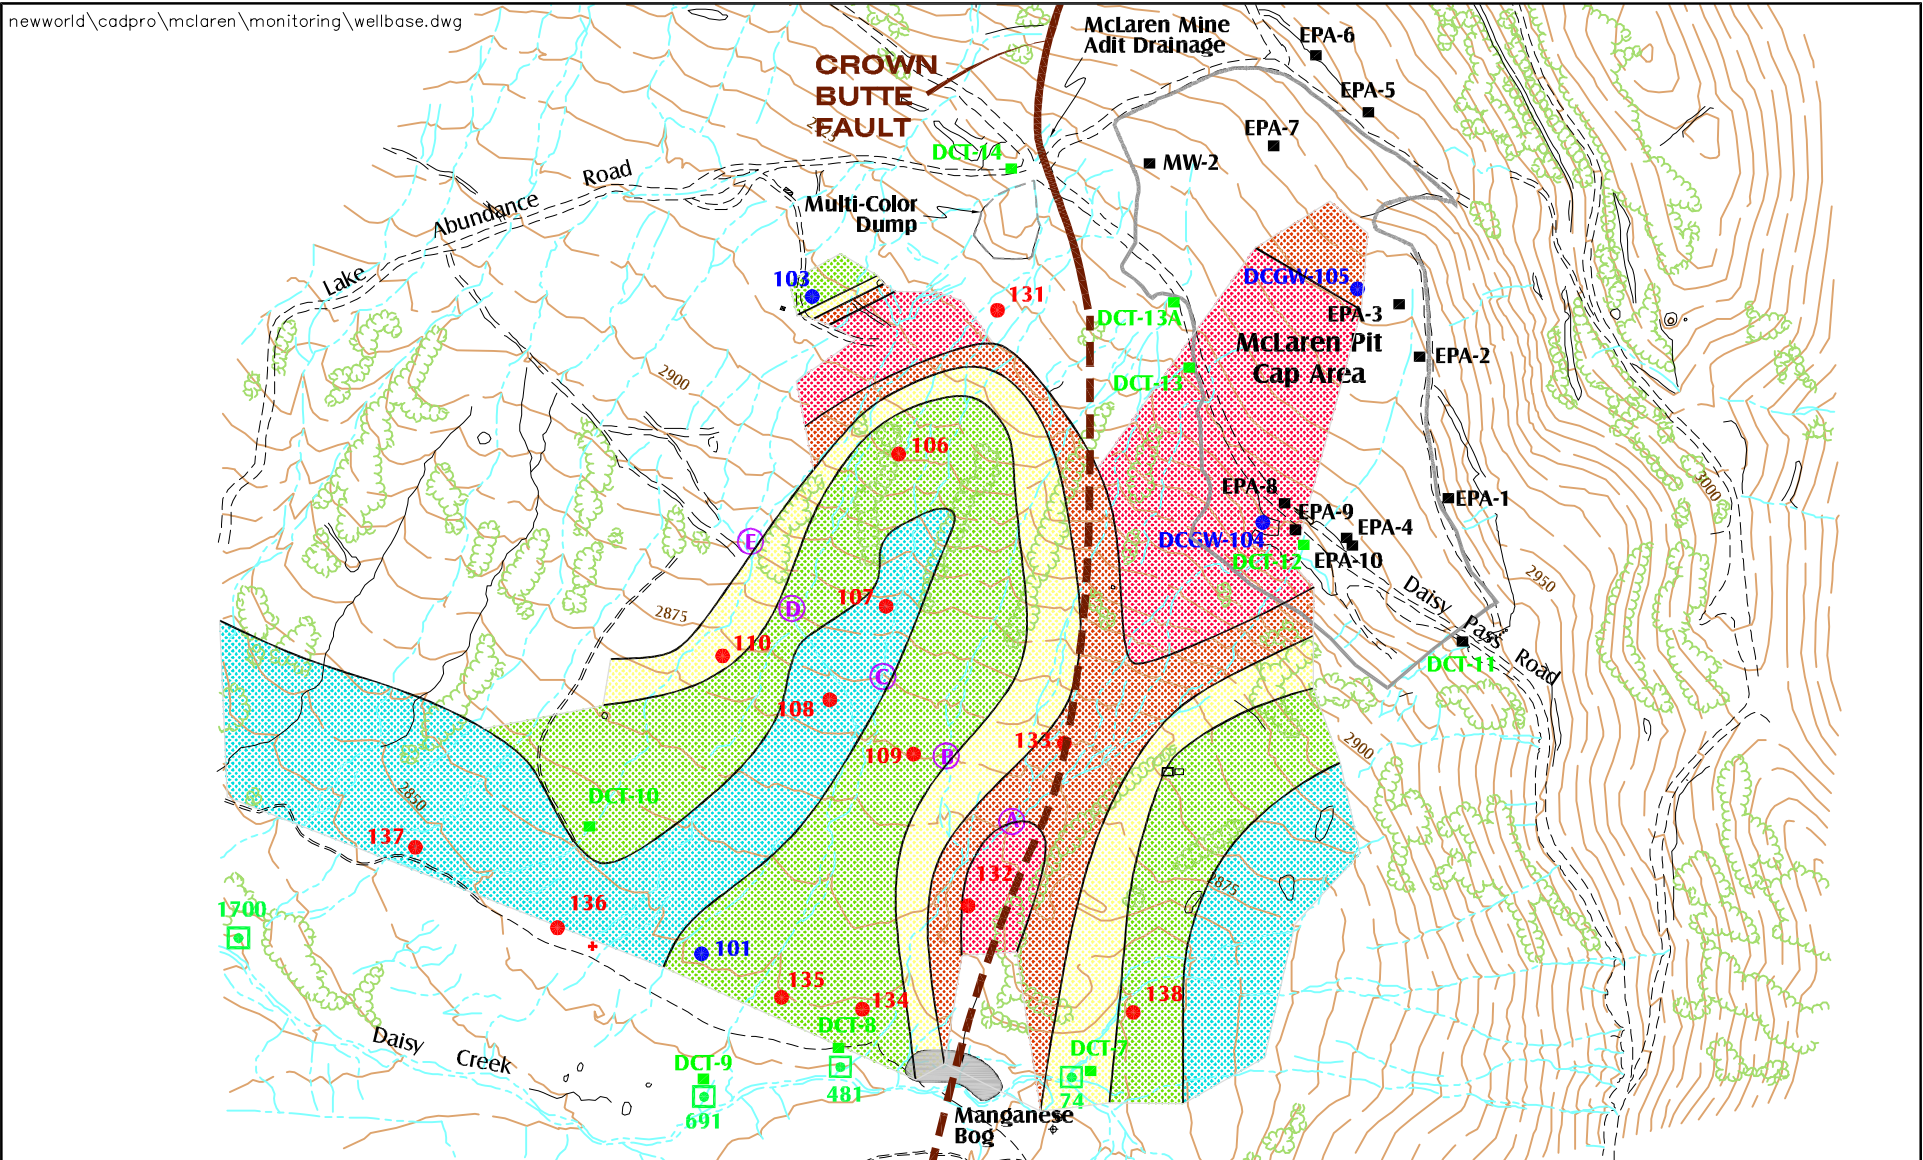 newworld\cadpro\mclaren\monitoring\wellbase.dwg
McLaren Mine
Adit Drainage
EPA-6
CROWN
BUTTE
FAULT
EPA-5
EPA-7
DCT-14
MW-2
Lake Abundance Road
Multi-Color
Dump
103
131
DCGW-105
EPA-3
DCT-13A
McLaren Pit
Cap Area
EPA-2
2900
DCT-13
106
EPA-8
EPA-1
3000
EPA-9
EPA-4
E
DCGW-104
DCT-12
EPA-10
2950
Daisy Pass Road
107
D
2875
110
DCT-11
C
108
133
109
B
2900
DCT-10
2850
A
137
132
2875
1700
136
101
135
134
138
DCT-8
Daisy Creek
DCT-9
DCT-7
481
74
691
Manganese
Bog